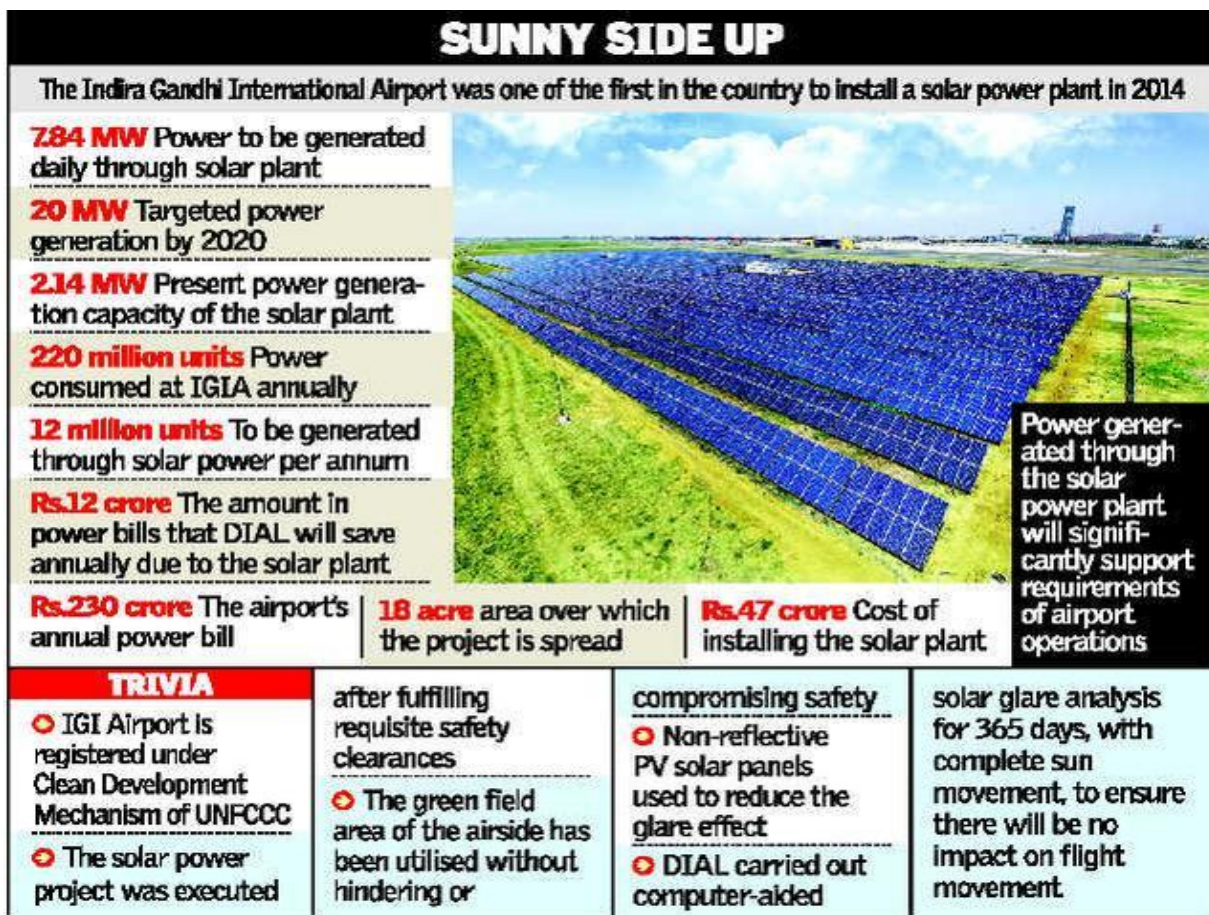 SUNNY SIDE UP
The Indira Gandhi International Airport was one of the first in the country to install a solar power plant in 2014
7.84 MW Power to be generated
daily through solar plant
20 MW Targeted power
generation by 2020
2.14 MW Present power genera-
tion capacity of the solar plant
220 million units Power
consumed at IGIA annually
12 million units To be generated
through solar power per annum
Rs.12 crore The amount in
power bills that DIAL will save
annually due to the solar plant
Rs.230 crore The airport's
annual power bill
18 acre area over which
the project is spread
Rs.47 crore Cost of
installing the solar plant
Power gener-
ated through
the solar
power plant
will signifi-
cantly support
requirements
of airport
operations
TRIVIA
IGI Airport is
registered under
Clean Development
Mechanism of UNFCCC
The solar power
project was executed
after fulfilling
requisite safety
clearances
The green field
area of the airside has
been utilised without
hindering or
compromising safety
Non-reflective
PV solar panels
used to reduce the
glare effect
DIAL carried out
computer-aided
solar glare analysis
for 365 days, with
complete sun
movement, to ensure
there will be no
impact on flight
movement